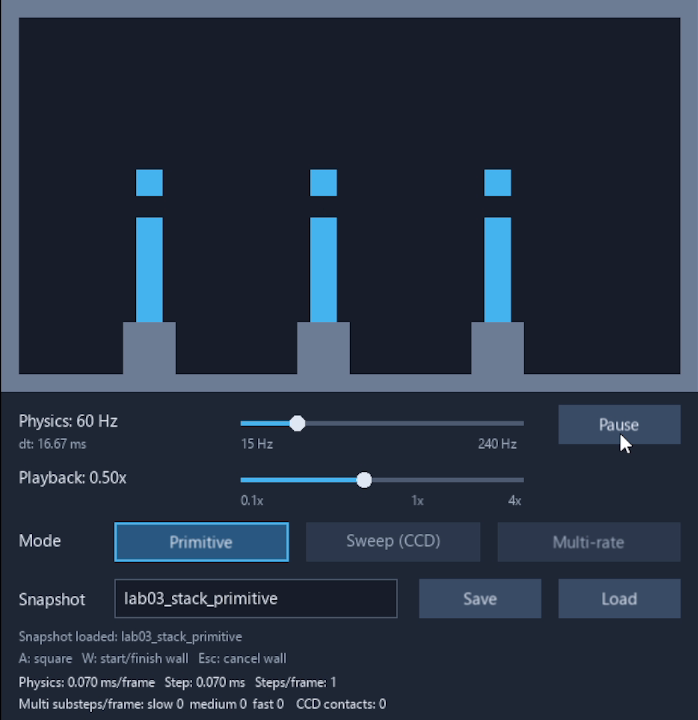 Physics: 60 Hz
Pause
dt: 16.67 ms
15 Hz
240 Hz
Playback: 0.50x
0.1x
1x
4x
Mode
Primitive
Sweep (CCD)
Multi-rate
Snapshot
lab03_stack_primitive
Save
Load
Snapshot loaded: lab03_stack_primitive
A: square W: start/finish wall Esc: cancel wall
Physics: 0.070 ms/frame Step: 0.070 ms Steps/frame: 1
Multi substeps/frame: slow 0 medium 0 fast 0 CCD contacts: 0